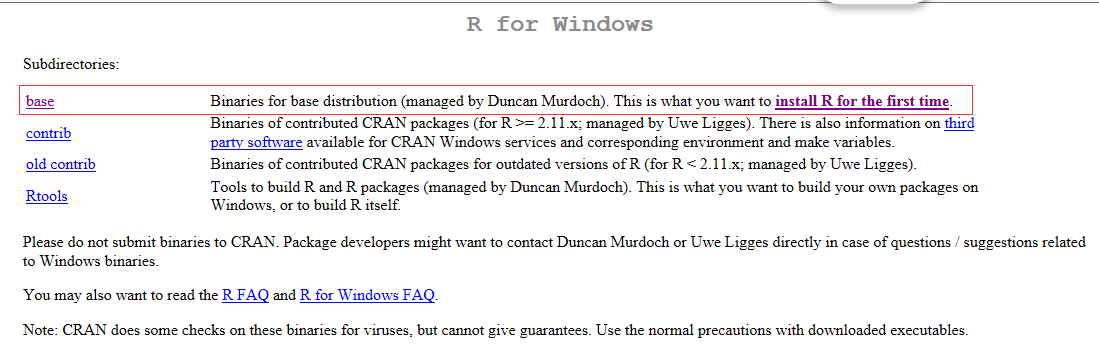 R for Windows
Subdirectories:
base Binaries for base distribution (managed by Duncan Murdoch). This is what you want to install R for the first time.
contrib Binaries of contributed CRAN packages (for R >= 2.11.x; managed by Uwe Ligges). There is also information on third
party software available for CRAN Windows services and corresponding environment and make variables.
old contrib Binaries of contributed CRAN packages for outdated versions of R (for R < 2.11.x; managed by Uwe Ligges).
Rtools Tools to build R and R packages (managed by Duncan Murdoch). This is what you want to build your own packages on
Windows, or to build R itself.
Please do not submit binaries to CRAN. Package developers might want to contact Duncan Murdoch or Uwe Ligges directly in case of questions / suggestions related
to Windows binaries.
You may also want to read the R FAQ and R for Windows FAQ.
Note: CRAN does some checks on these binaries for viruses, but cannot give guarantees. Use the normal precautions with downloaded executables.